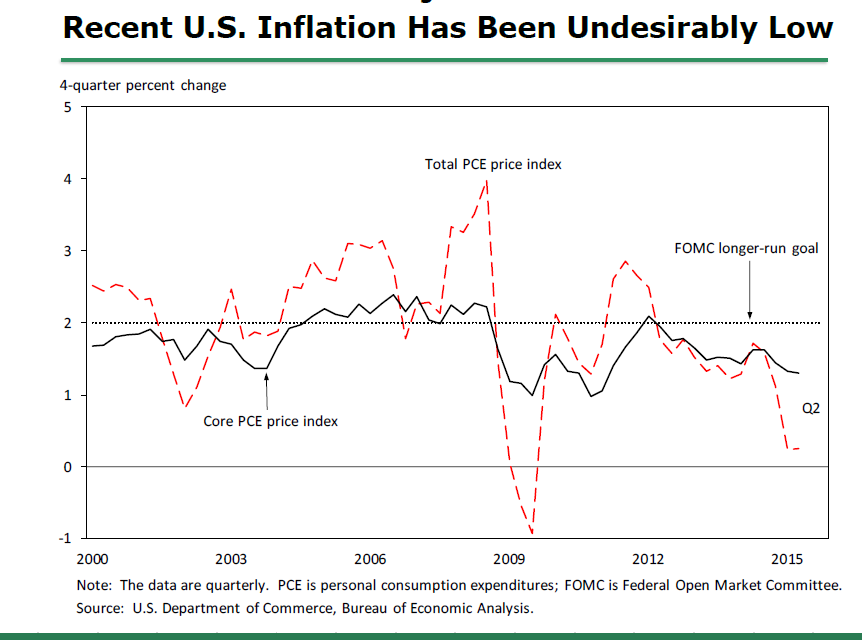 Recent U.S. Inflation Has Been Undesirably Low
4-quarter percent change
5
Total PCE price index
4
FOMC longer-run goal
3
2
1
Core PCE price index
Q2
0
-1
2000 2003 2006 2009 2012 2015
Note: The data are quarterly. PCE is personal consumption expenditures; FOMC is Federal Open Market Committee.
Source: U.S. Department of Commerce, Bureau of Economic Analysis.